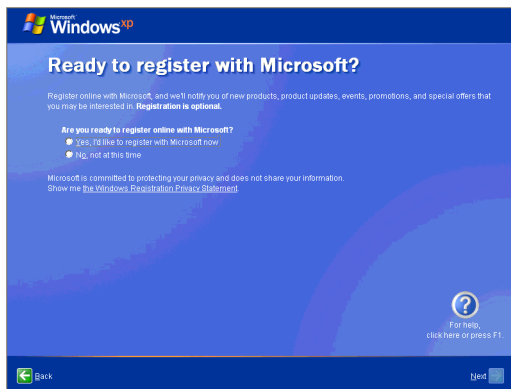 Microsoft
Windows xp
Ready to register with Microsoft?
Register online with Microsoft, and we'll notify you of new products, product updates, events, promotions, and special offers that
you may be interested in. Registration is optional.
Are you ready to register online with Microsoft?
Yes, I'd like to register with Microsoft now
No, not at this time
Microsoft is committed to protecting your privacy and does not share your information.
Show me the Windows Registration Privacy Statement.
?
For help,
click here or press F1.
Back
Next